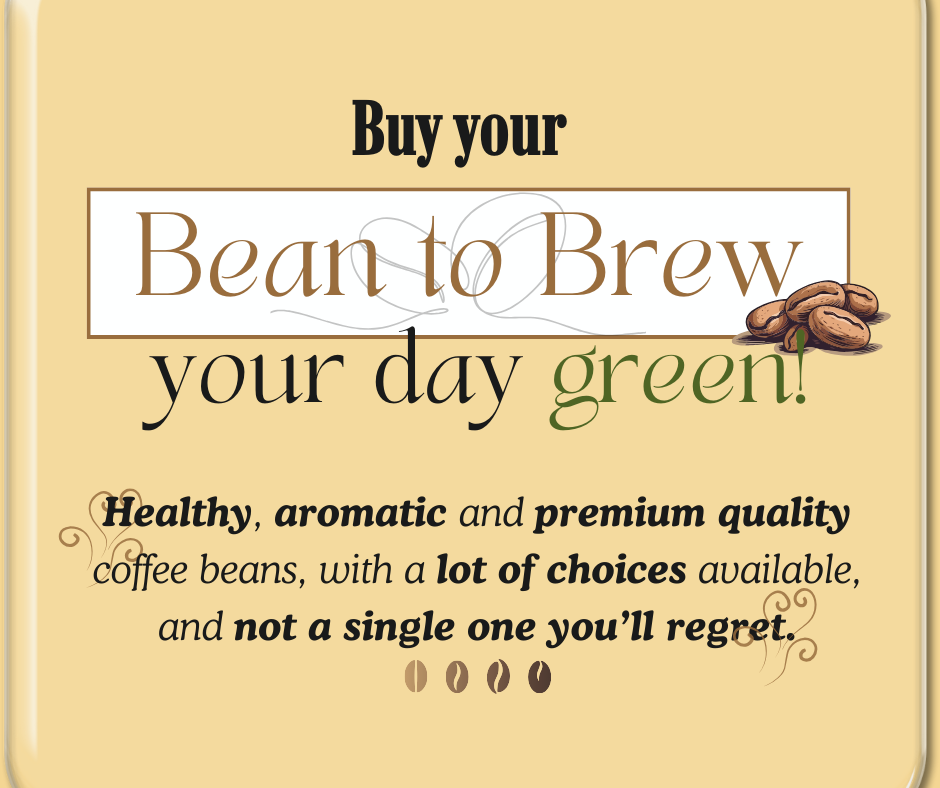 Buy your
Bean to Brew
your day green!
Healthy, aromatic and premium quality
coffee beans, with a lot of choices available,
and not a single one you’ll regret.